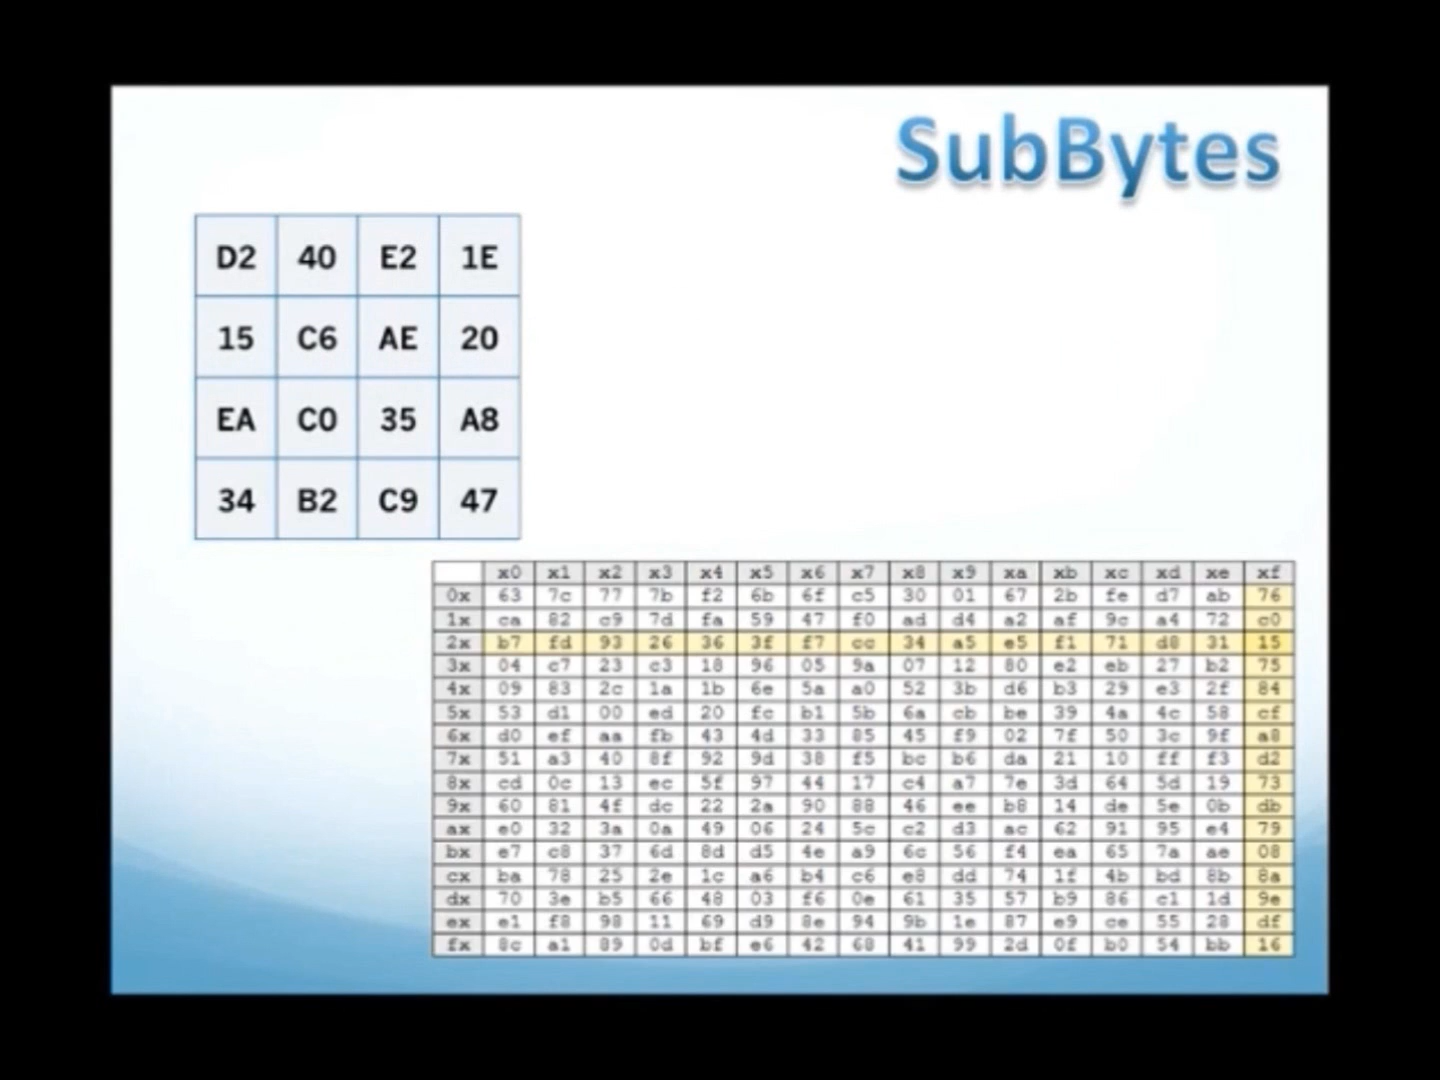 SubBytes
D2 40 E2 1E
15 C6 AE 20
EA C0 35 A8
34 B2 C9 47
x0 x1 x2 x3 x4 x5 x6 x7 x8 x9 xa xb xc xd xe xf
0x 63 7c 77 7b f2 6b 6f c5 30 01 67 2b fe d7 ab 76
1x ca 82 c9 7d fa 59 47 f0 ad d4 a2 af 9c a4 72 c0
2x b7 fd 93 26 36 3f f7 cc 34 a5 e5 f1 71 d8 31 15
3x 04 c7 23 c3 18 96 05 9a 07 12 80 e2 eb 27 b2 75
4x 09 83 2c 1a 1b 6e 5a a0 52 3b d6 b3 29 e3 2f 84
5x 53 d1 00 ed 20 fc b1 5b 6a cb be 39 4a 4c 58 cf
6x d0 ef aa fb 43 4d 33 85 45 f9 02 7f 50 3c 9f a8
7x 51 a3 40 8f 92 9d 38 f5 bc b6 da 21 10 ff f3 d2
8x cd 0c 13 ec 5f 97 44 17 c4 a7 7e 3d 64 5d 19 73
9x 60 81 4f dc 22 2a 90 88 46 ee b8 14 de 5e 0b db
ax e0 32 3a 0a 49 06 24 5c c2 d3 ac 62 91 95 e4 79
bx e7 c8 37 6d 8d d5 4e a9 6c 56 f4 ea 65 7a ae 08
cx ba 78 25 2e 1c a6 b4 c6 e8 dd 74 1f 4b bd 8b 8a
dx 70 3e b5 66 48 03 f6 0e 61 35 57 b9 86 c1 1d 9e
ex e1 f8 98 11 69 d9 8e 94 9b 1e 87 e9 ce 55 28 df
fx 8c a1 89 0d bf e6 42 68 41 99 2d 0f b0 54 bb 16